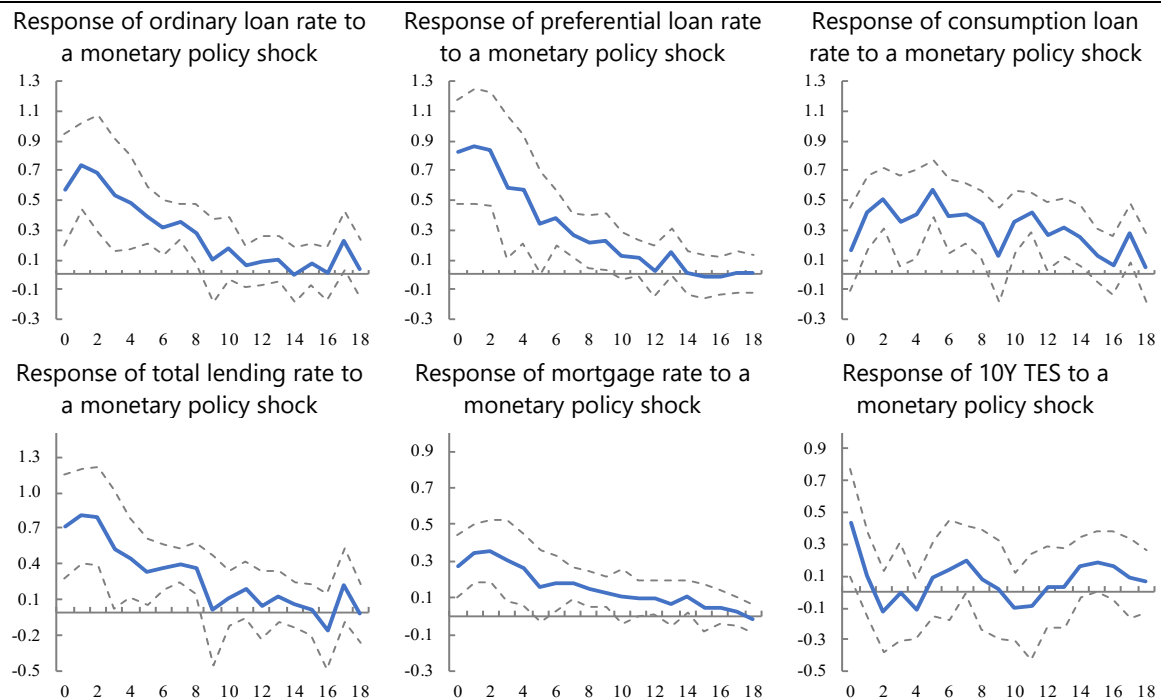 Response of ordinary loan rate to
a monetary policy shock
1.3
1.1
0.9
0.7
0.5
0.3
0.1
-0.1
-0.3
0 2 4 6 8 10 12 14 16 18
Response of preferential loan rate
to a monetary policy shock
1.3
1.1
0.9
0.7
0.5
0.3
0.1
-0.1
-0.3
0 2 4 6 8 10 12 14 16 18
Response of consumption loan
rate to a monetary policy shock
1.3
1.1
0.9
0.7
0.5
0.3
0.1
-0.1
-0.3
0 2 4 6 8 10 12 14 16 18
Response of total lending rate to
a monetary policy shock
1.3
1.0
0.7
0.4
0.1
-0.2
-0.5
0 2 4 6 8 10 12 14 16 18
Response of mortgage rate to a
monetary policy shock
0.9
0.7
0.5
0.3
0.1
-0.1
-0.3
0 2 4 6 8 10 12 14 16 18
Response of 10Y TES to a
monetary policy shock
0.9
0.7
0.5
0.3
0.1
-0.1
-0.3
-0.5
0 2 4 6 8 10 12 14 16 18